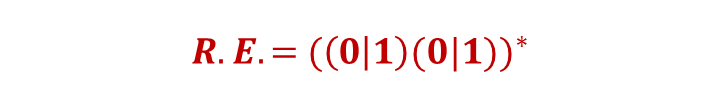 R. E. = ((0|1)(0|1))*